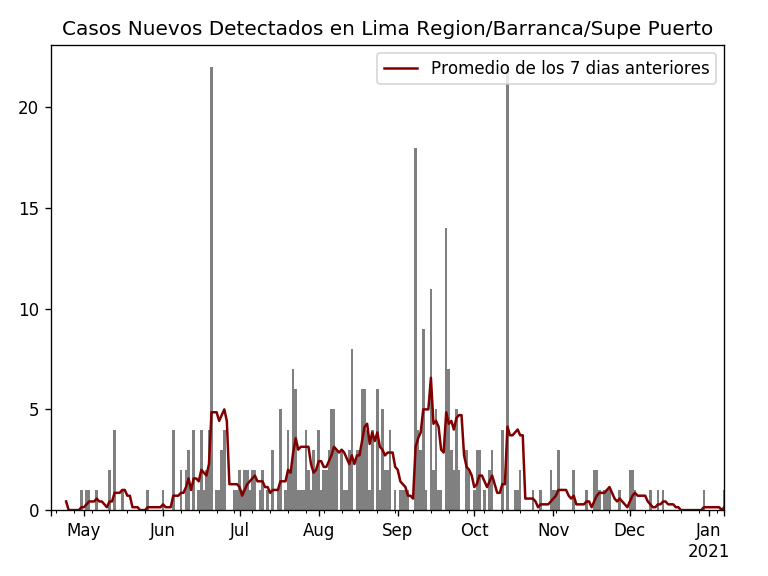 Casos Nuevos Detectados en Lima Region/Barranca/Supe Puerto
Promedio de los 7 dias anteriores
20
15
10
5
0
May Jun Jul Aug Sep Oct Nov Dec Jan
2021